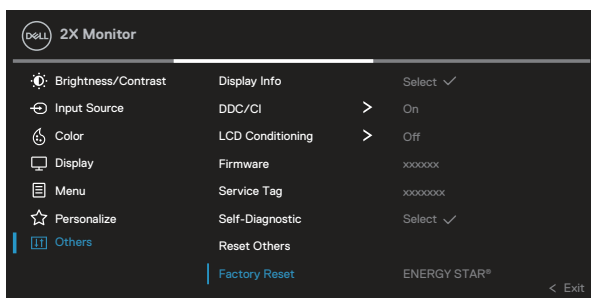 DELL 2X Monitor
Brightness/Contrast Display Info Select
Input Source DDC/CI > On
Color LCD Conditioning > Off
Display Firmware xxxxxx
Menu Service Tag xxxxxxx
Personalize Self-Diagnostic Select
Others Reset Others
Factory Reset ENERGY STAR®
< Exit